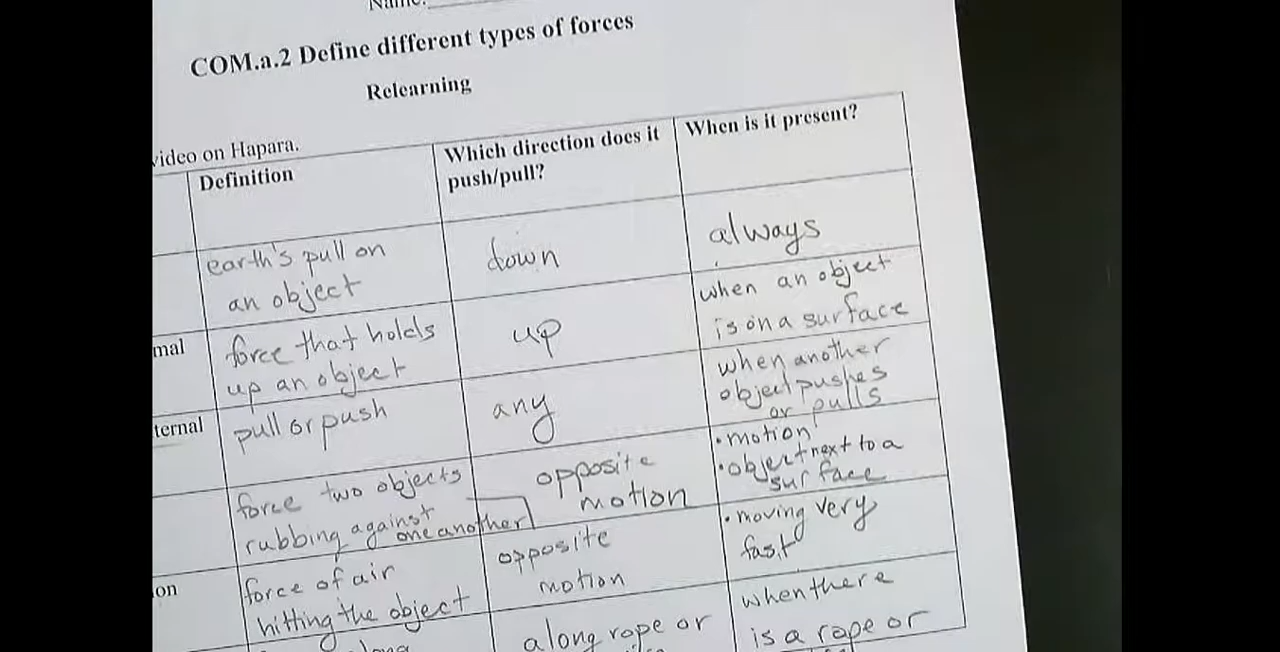 Name:
COM.a.2 Define different types of forces
Relearning
video on Hapara.
Definition
Which direction does it
push/pull?
When is it present?
earth's pull on
an object
down
always
mal
force that holds
up an object
up
when an object
is on a surface
ternal
pull or push
any
when another
object pushes
or pulls
force two objects
rubbing against
one another
opposite
motion
• motion
• object next to a
surface
on
force of air
hitting the object
opposite
motion
• moving very
fast
along rope or
when there
is a rope or